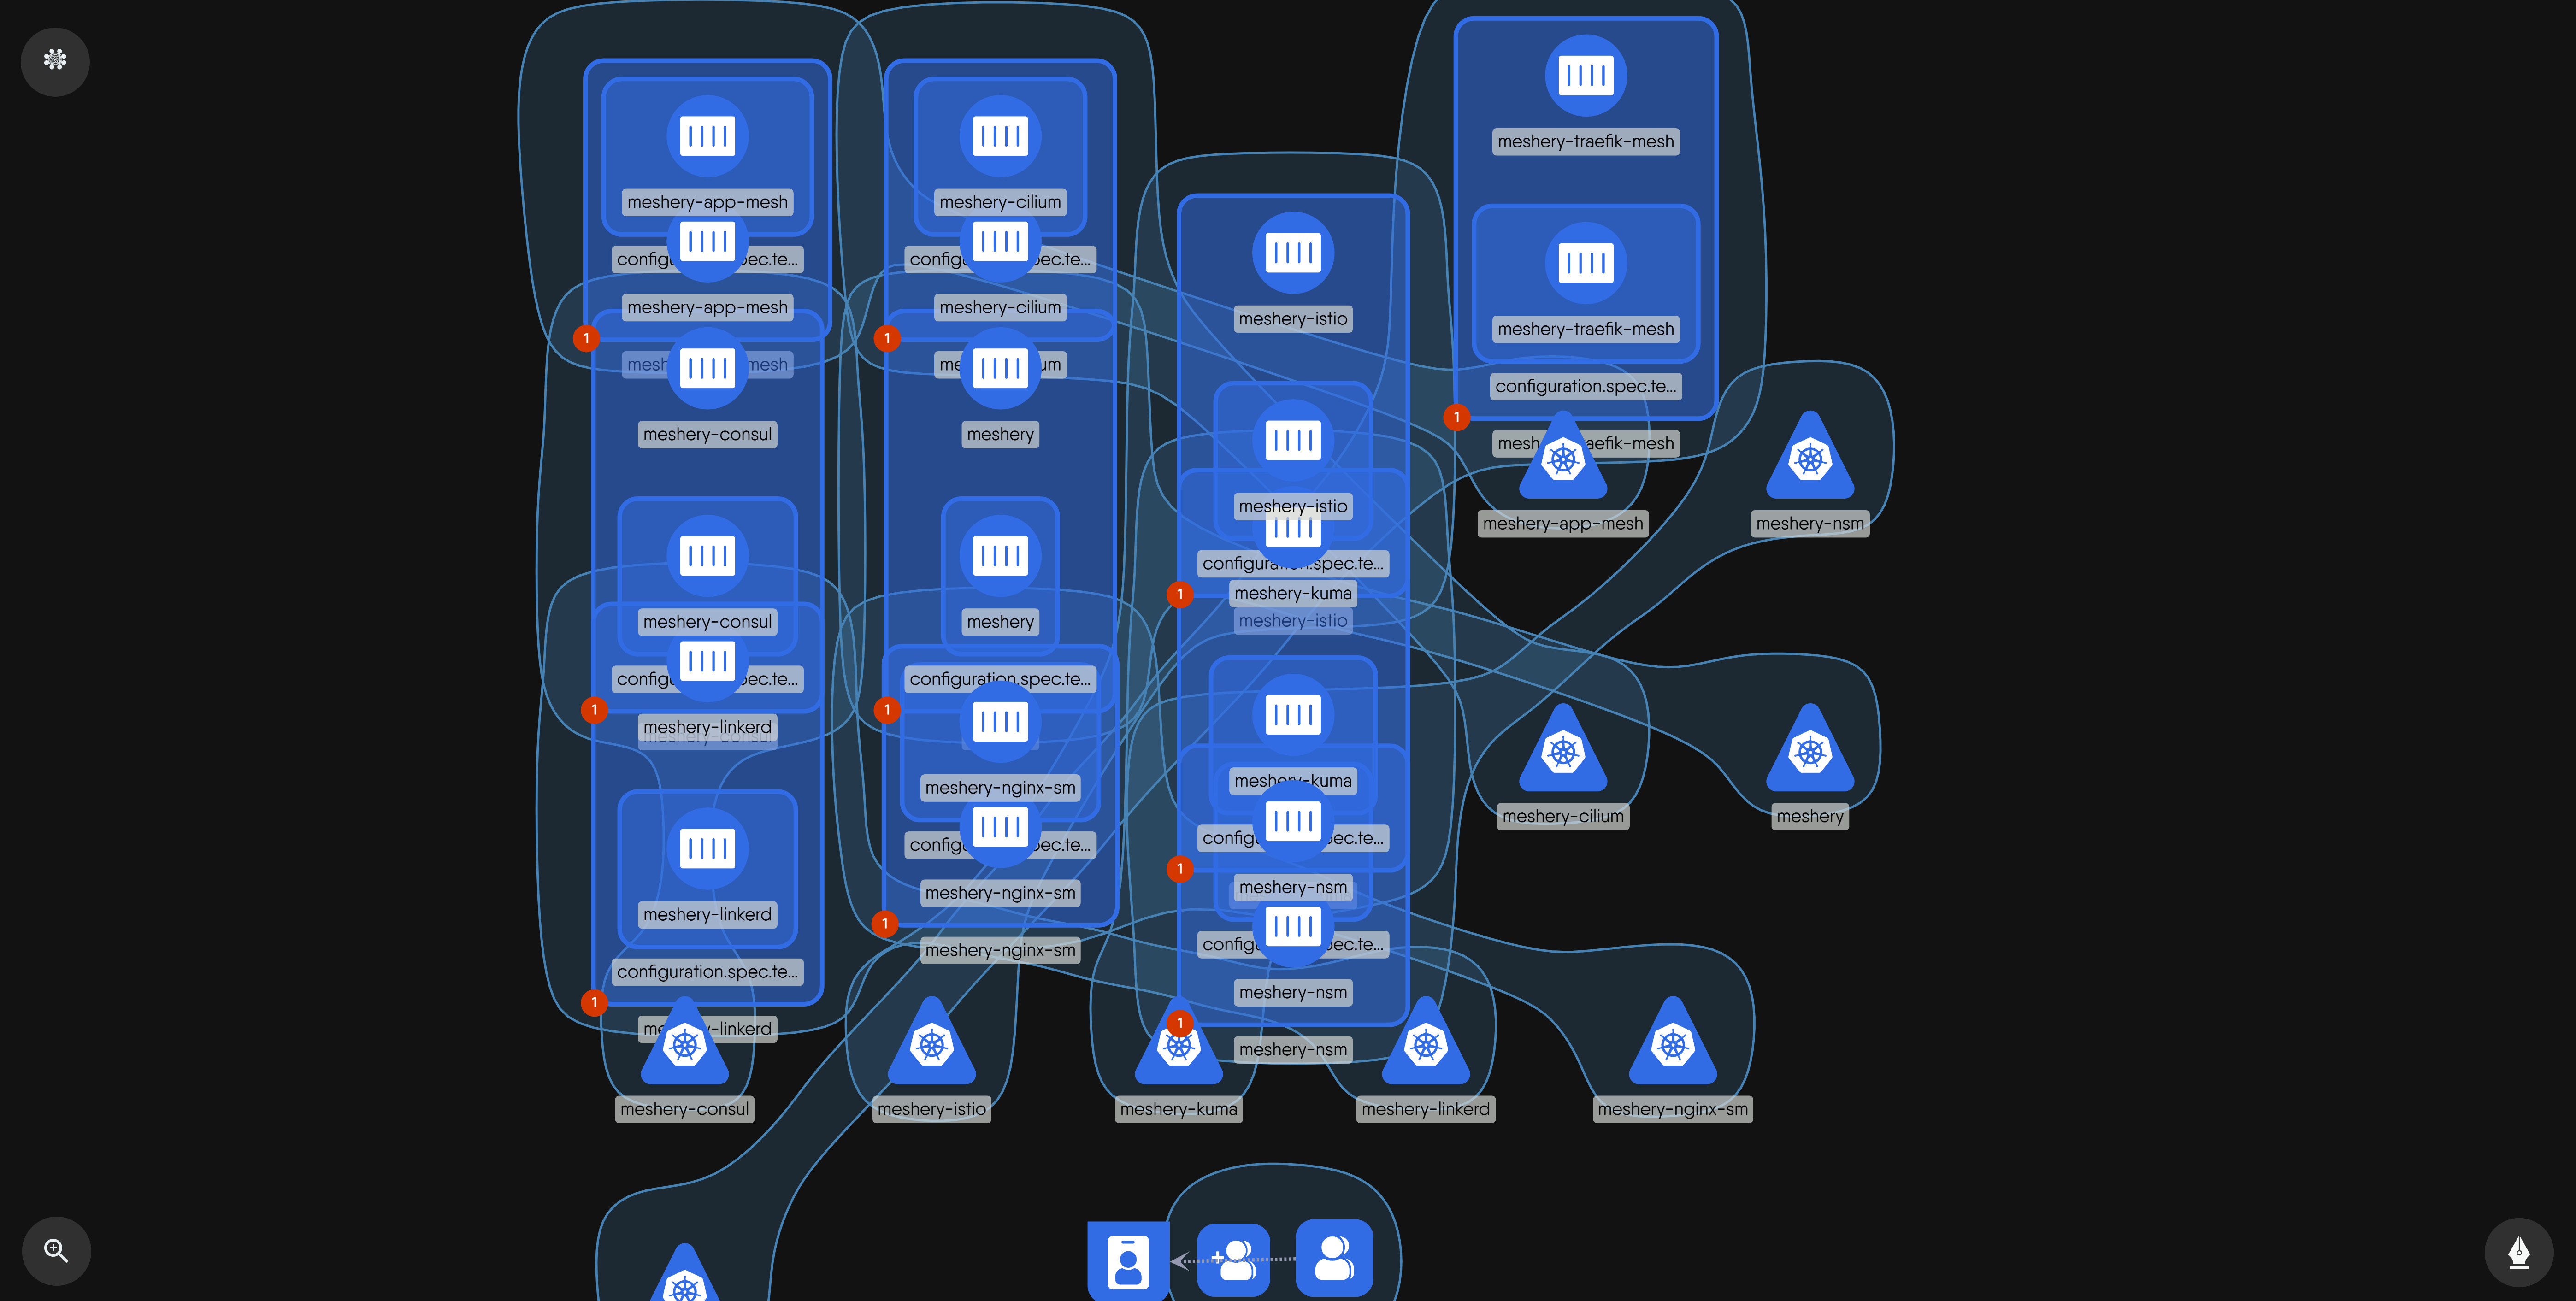 meshery-app-mesh
configu
pec.te...
meshery-app-mesh
1
mesh
mesh
meshery-consul
meshery-consul
config
pec.te...
1
meshery-linkerd
meshery-linkerd
configuration.spec.te...
1
-linkerd
meshery-consul
meshery-cilium
configu
pec.te...
meshery-cilium
1
me
um
meshery
meshery
configuration.spec.te...
1
meshery-nginx-sm
config
pec.te...
meshery-nginx-sm
1
meshery-nginx-sm
meshery-istio
meshery-istio
meshery-istio
configuration.spec.te...
meshery-kuma
1
meshery-istio
meshery-kuma
config
pec.te...
1
meshery-nsm
config
pec.te...
meshery-nsm
1
meshery-nsm
meshery-kuma
meshery-traefik-mesh
meshery-traefik-mesh
configuration.spec.te...
1
mesh
aefik-mesh
meshery-app-mesh
meshery-nsm
meshery-cilium
meshery
meshery-linkerd
meshery-nginx-sm